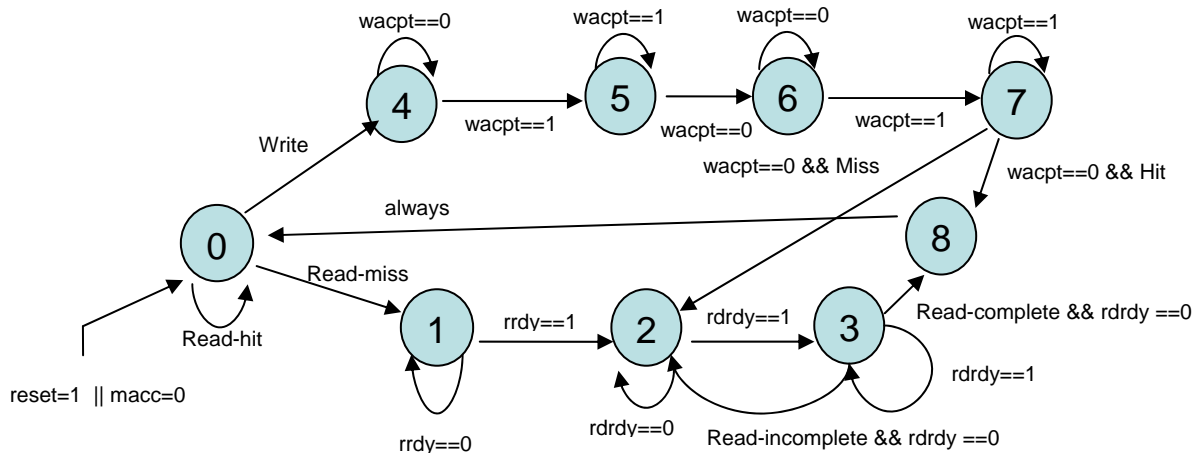 wacpt==0
wacpt==1
wacpt==0
wacpt==1
4
5
6
7
wacpt==1
wacpt==0
wacpt==1
Write
wacpt==0 && Miss
wacpt==0 && Hit
always
0
8
Read-miss
Read-hit
1
rrdy==1
2
rdrdy==1
3
Read-complete && rdrdy ==0
rdrdy==1
reset=1 || macc=0
rrdy==0
rdrdy==0
Read-incomplete && rdrdy ==0